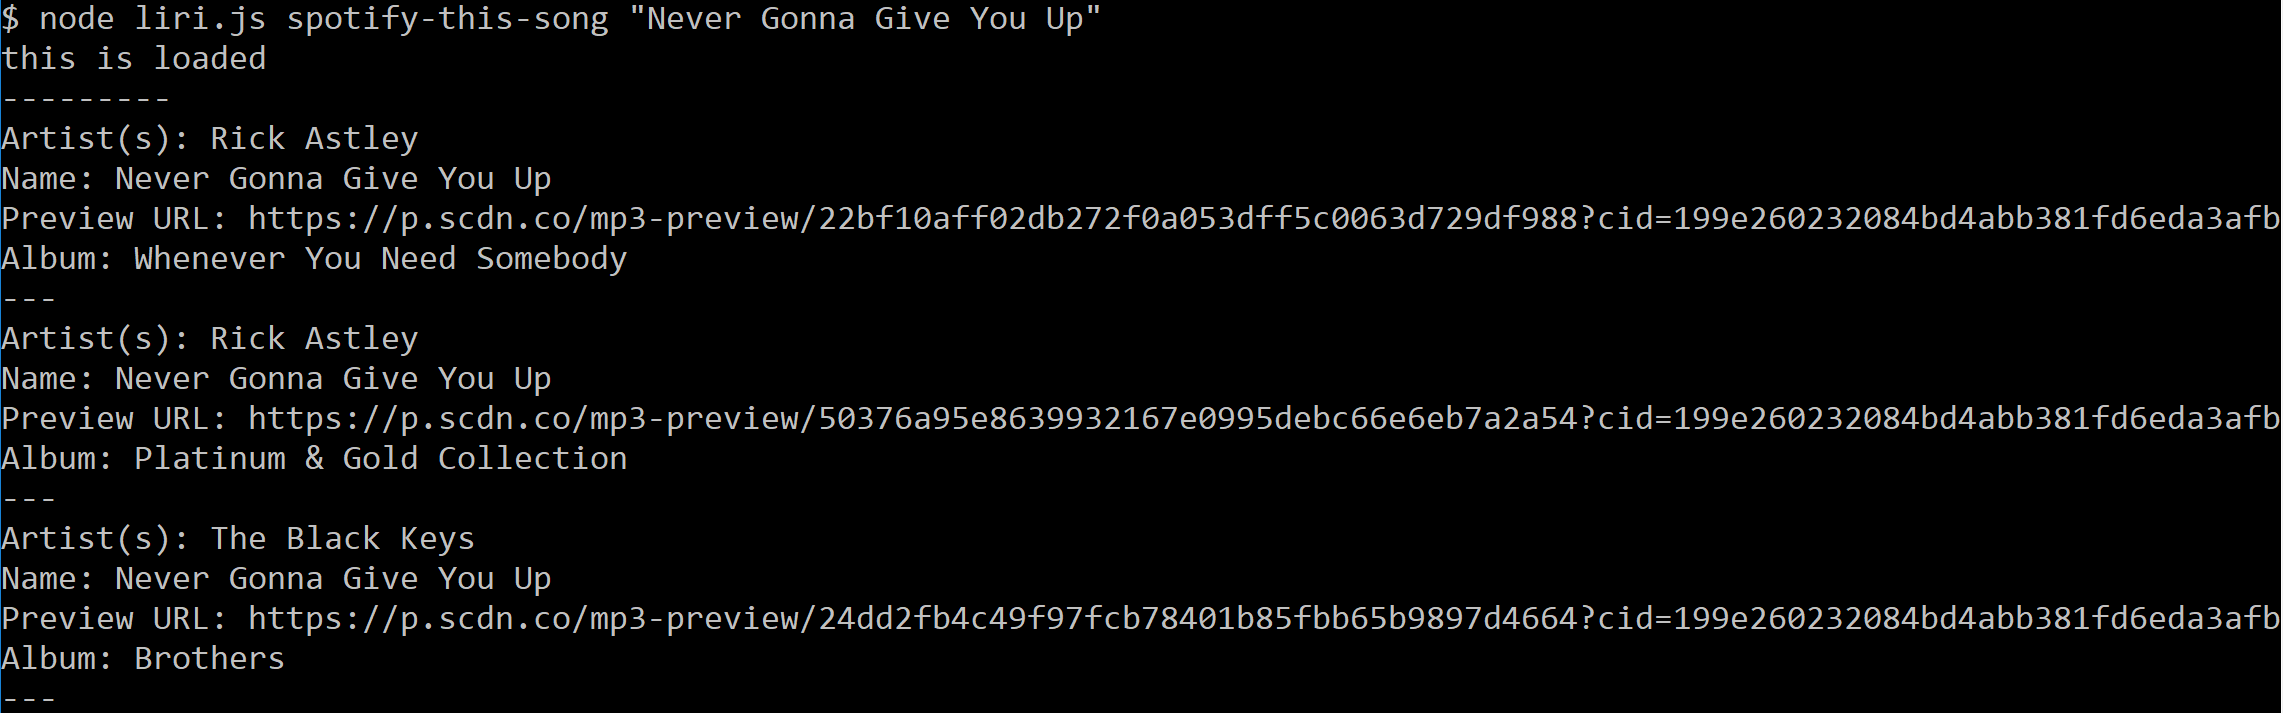 $ node liri.js spotify-this-song "Never Gonna Give You Up"
this is loaded
---------
Artist(s): Rick Astley
Name: Never Gonna Give You Up
Preview URL: https://p.scdn.co/mp3-preview/22bf10aff02db272f0a053dff5c0063d729df988?cid=199e260232084bd4abb381fd6eda3afb
Album: Whenever You Need Somebody
---
Artist(s): Rick Astley
Name: Never Gonna Give You Up
Preview URL: https://p.scdn.co/mp3-preview/50376a95e8639932167e0995debc66e6eb7a2a54?cid=199e260232084bd4abb381fd6eda3afb
Album: Platinum & Gold Collection
---
Artist(s): The Black Keys
Name: Never Gonna Give You Up
Preview URL: https://p.scdn.co/mp3-preview/24dd2fb4c49f97fcb78401b85fbb65b9897d4664?cid=199e260232084bd4abb381fd6eda3afb
Album: Brothers
---